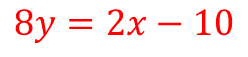 8y = 2x − 10